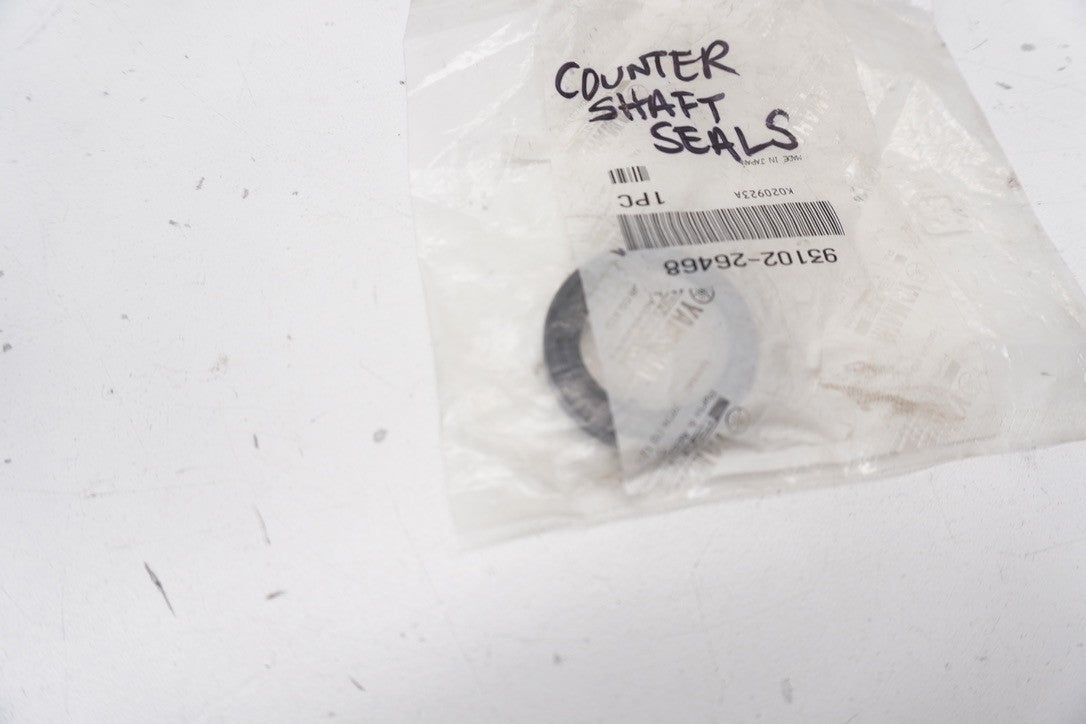 COUNTER
SHAFT
SEALS
MADE IN JAPAN
K020923A
1PC
93102-26468